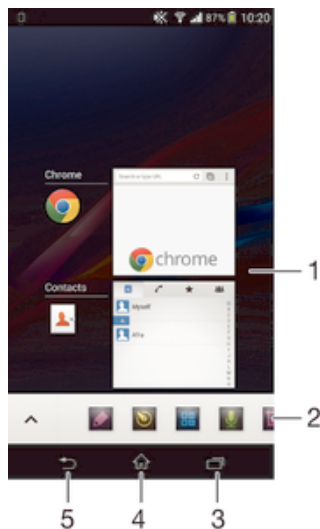 87% 10:20
Chrome
Search or type URL
chrome
Contacts
Myself
1
2
5 4 3